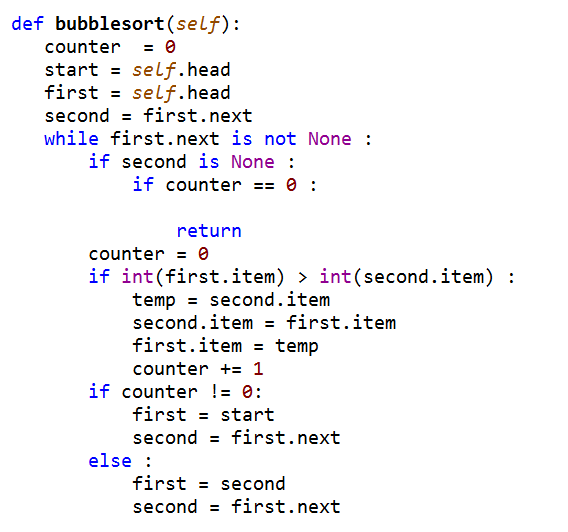 def bubblesort(self):
   counter  = 0
   start = self.head
   first = self.head
   second = first.next
   while first.next is not None :
       if second is None :
           if counter == 0 :

               return
       counter = 0
       if int(first.item) > int(second.item) :
           temp = second.item
           second.item = first.item
           first.item = temp
           counter += 1
       if counter != 0:
           first = start
           second = first.next
       else :
           first = second
           second = first.next